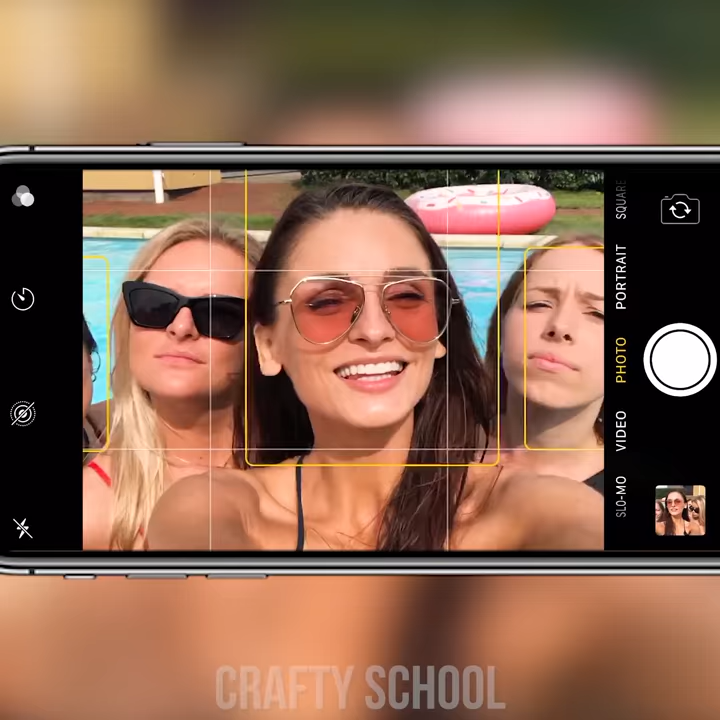 SQUARE
PORTRAIT
PHOTO
VIDEO
SLO-MO
CRAFTY SCHOOL